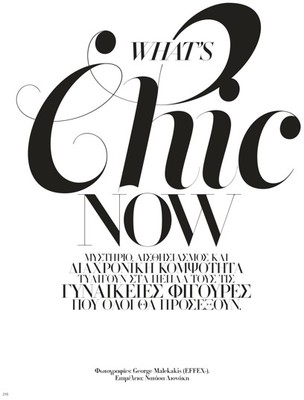 WHAT'S
Chic
NOW
ΜΥΣΤΗΡΙΟ, ΑΙΣΘΗΣΙΑΣΜΟΣ ΚΑΙ
ΔΙΑΧΡΟΝΙΚΗ ΚΟΜΨΟΤΗΤΑ
ΤΥΛΙΓΟΥΝ ΣΤΑ ΠΕΠΛΑ ΤΟΥΣ ΤΙΣ
ΓΥΝΑΙΚΕΙΕΣ ΦΙΓΟΥΡΕΣ
ΠΟΥ ΟΛΟΙ ΘΑ ΠΡΟΣΕΞΟΥΝ.
Φωτογραφίες: George Malekakis (EFFEX-).
Επιμέλεια: Νατάσα